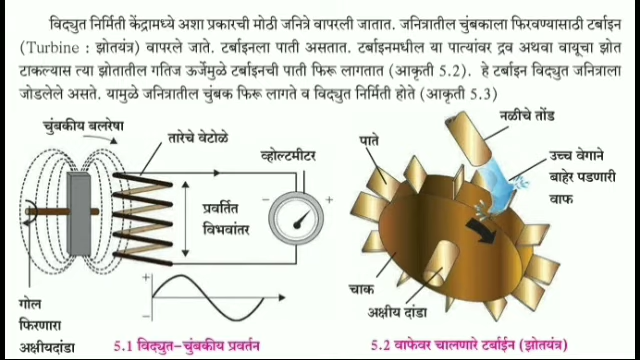 विद्युत निर्मिती केंद्रामध्ये अशा प्रकारची मोठी जनित्रे वापरली जातात. जनित्रातील चुंबकाला फिरवण्यासाठी टर्बाइन
(Turbine : झोतयंत्र) वापरले जाते. टर्बाइनला पाती असतात. टर्बाइनमधील या पात्यांवर द्रव अथवा वायूचा झोत
टाकल्यास त्या झोतातील गतिज ऊर्जेमुळे टर्बाइनची पाती फिरू लागतात (आकृती 5.2). हे टर्बाइन विद्युत जनित्राला
जोडलेले असते. यामुळे जनित्रातील चुंबक फिरू लागते व विद्युत निर्मिती होते (आकृती 5.3)
चुंबकीय बलरेषा
तारेचे वेटोळे
व्होल्टमीटर
−
+
प्रवर्तित
विभवांतर
+
−
गोल
फिरणारा
अक्षीयदांडा
5.1 विद्युत-चुंबकीय प्रवर्तन
नळीचे तोंड
पाते
उच्च वेगाने
बाहेर पडणारी
वाफ
चाक
अक्षीय दांडा
5.2 वाफेवर चालणारे टर्बाईन (झोतयंत्र)